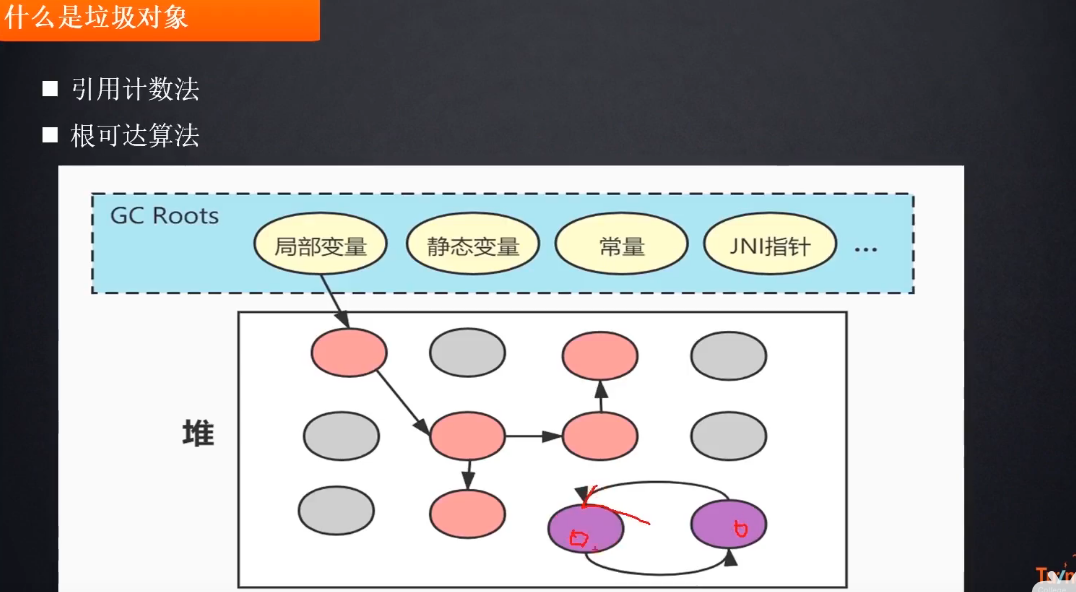 什么是垃圾对象
引用计数法
根可达算法
GC Roots
局部变量
静态变量
常量
JNI指针
...
堆
b